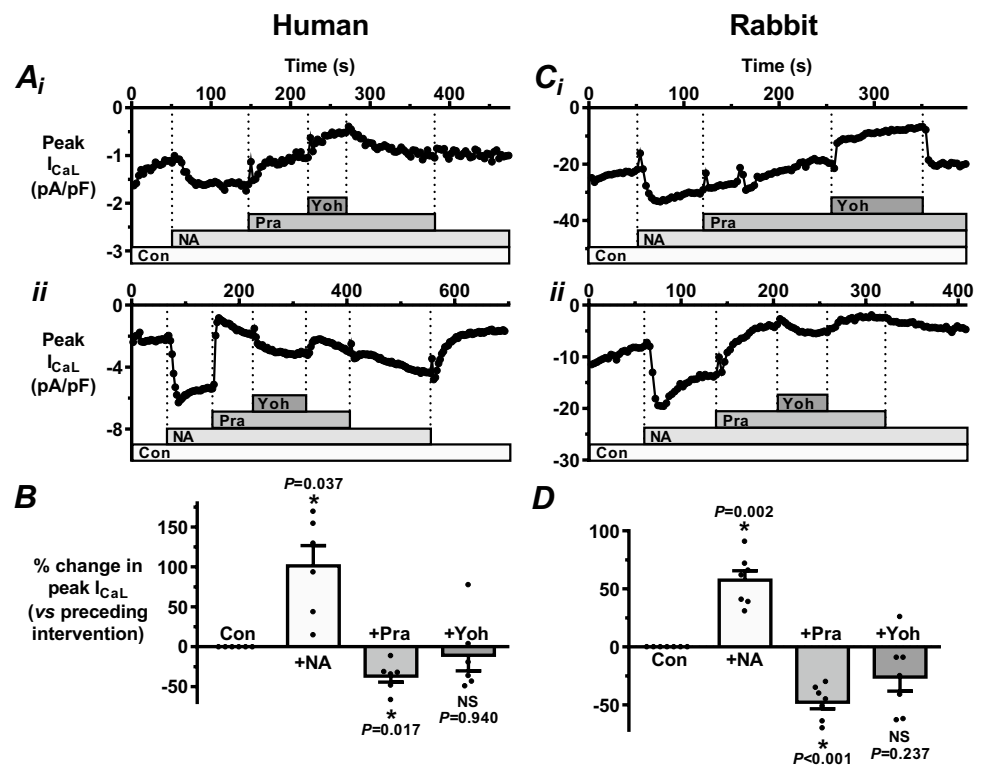 Human
Rabbit
Ai
Time (s)
0 100 200 300 400
0
-1
-2
-3
Peak
ICaL
(pA/pF)
Yoh
Pra
NA
Con
Ci
Time (s)
0 100 200 300
0
-20
-40
Yoh
Pra
NA
Con
ii
0 200 400 600
0
-4
-8
Peak
ICaL
(pA/pF)
Yoh
Pra
NA
Con
ii
0 100 200 300 400
0
-10
-20
-30
Yoh
Pra
NA
Con
B
% change in
peak ICaL
(vs preceding
intervention)
150
100
50
0
-50
Con
+NA
P=0.037
*
+Pra
*
P=0.017
+Yoh
NS
P=0.940
D
100
50
0
-50
Con
+NA
P=0.002
*
+Pra
*
P<0.001
+Yoh
NS
P=0.237